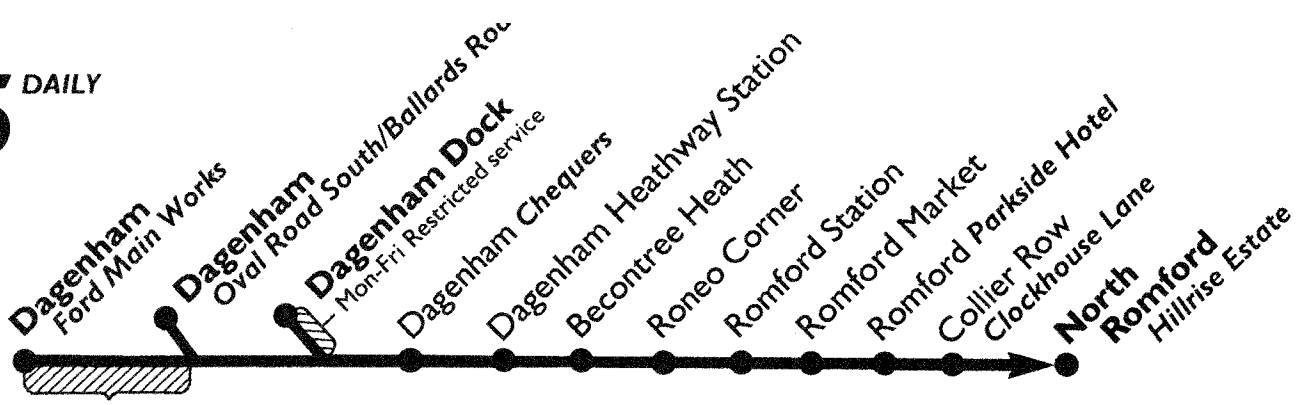 DAILY
Dagenham
Ford Main Works
Dagenham
Oval Road South/Ballards
Dagenham Dock
Mon-Fri Restricted service
Dagenham Chequers
Dagenham Heathway Station
Becontree Heath
Roneo Corner
Romford Station
Romford Market
Romford Parkside Hotel
Collier Row
Clockhouse Lane
North
Romford
Hillrise Estate